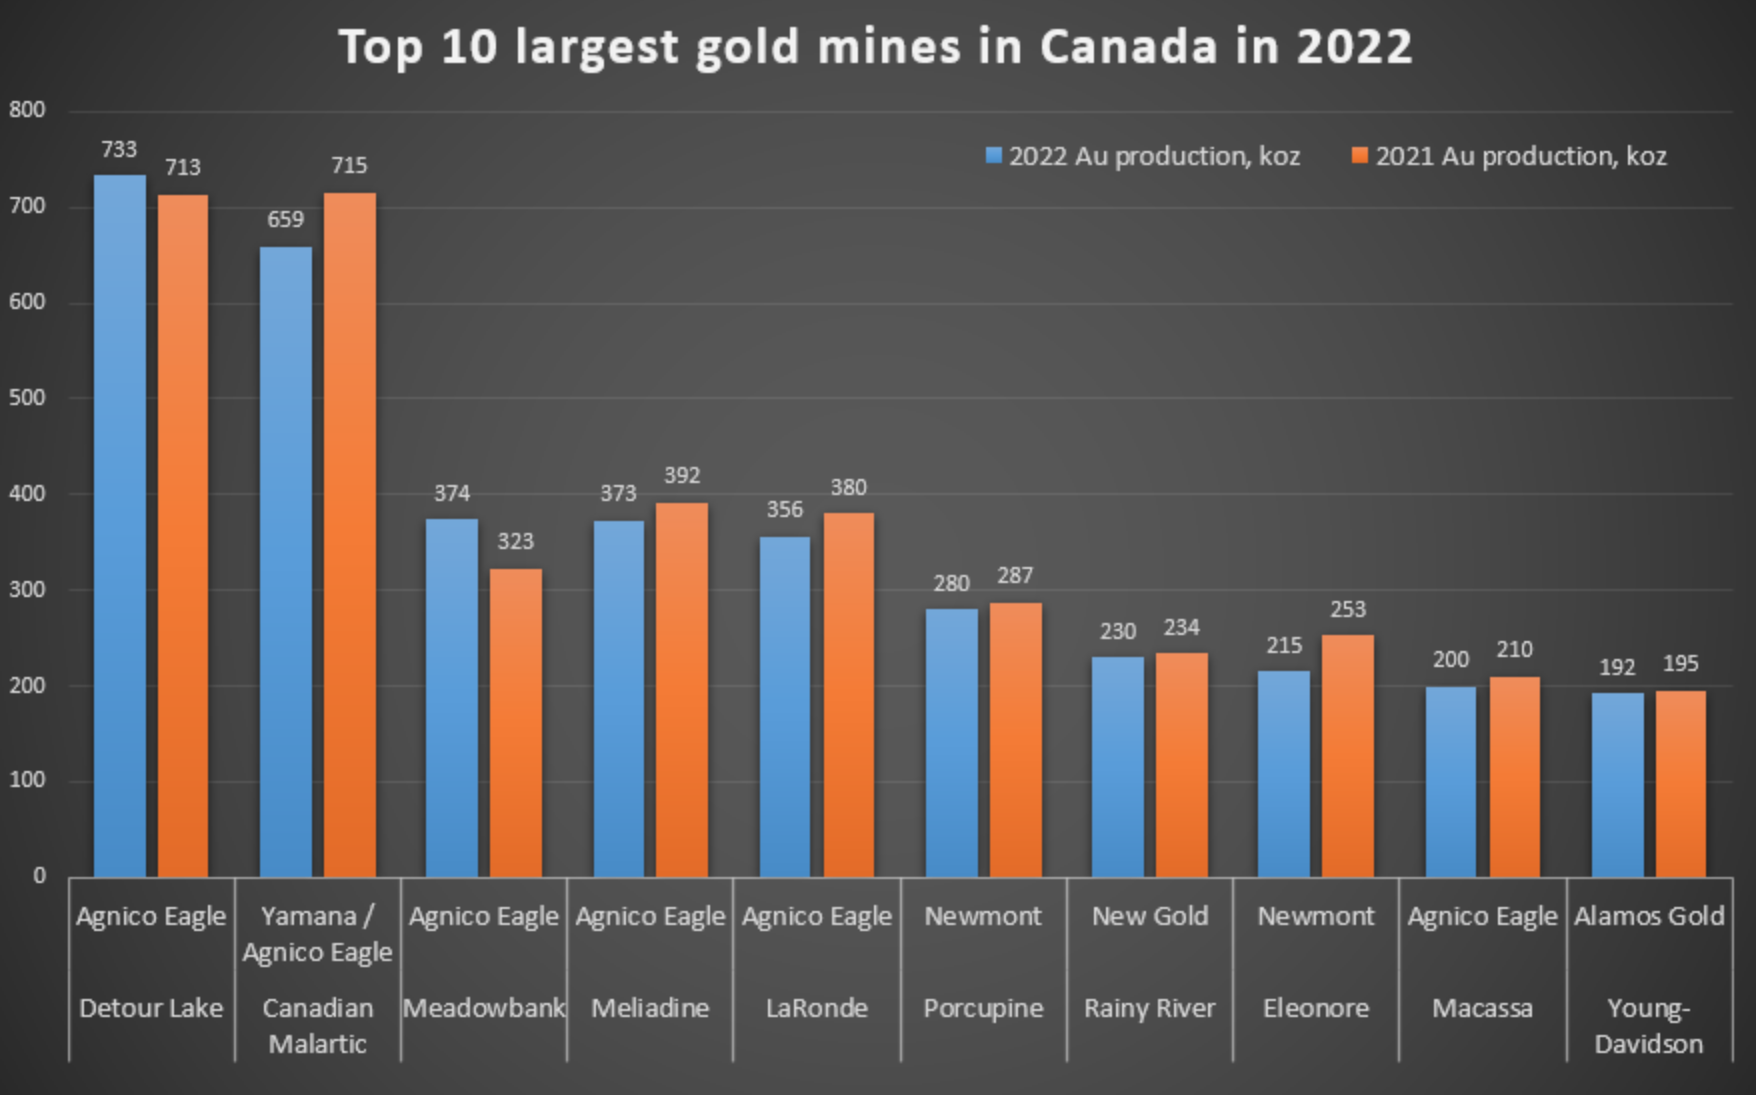 Top 10 largest gold mines in Canada in 2022
2022 Au production, koz
2021 Au production, koz
800
700
600
500
400
300
200
100
0
733
713
659
715
374
323
373
392
356
380
280
287
230
234
215
253
200
210
192
195
Agnico Eagle
Yamana /
Agnico Eagle
Agnico Eagle
Agnico Eagle
Agnico Eagle
Newmont
New Gold
Newmont
Agnico Eagle
Alamos Gold
Detour Lake
Canadian
Malartic
Meadowbank
Meliadine
LaRonde
Porcupine
Rainy River
Eleonore
Macassa
Young-
Davidson